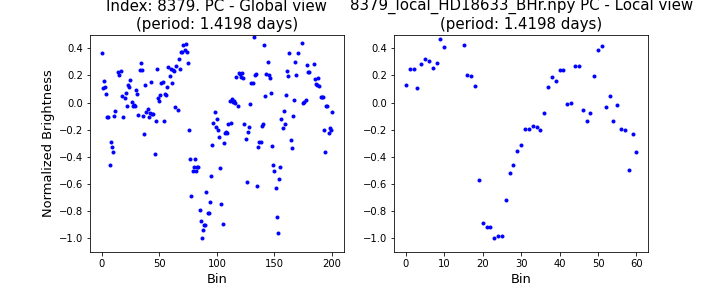 Index: 8379. PC - Global view
(period: 1.4198 days)
8379_local_HD18633_BHr.npy PC - Local view
(period: 1.4198 days)
Normalized Brightness
0.4
0.2
0.0
−0.2
−0.4
−0.6
−0.8
−1.0
0 50 100 150 200
Bin
0.4
0.2
0.0
−0.2
−0.4
−0.6
−0.8
−1.0
0 10 20 30 40 50 60
Bin